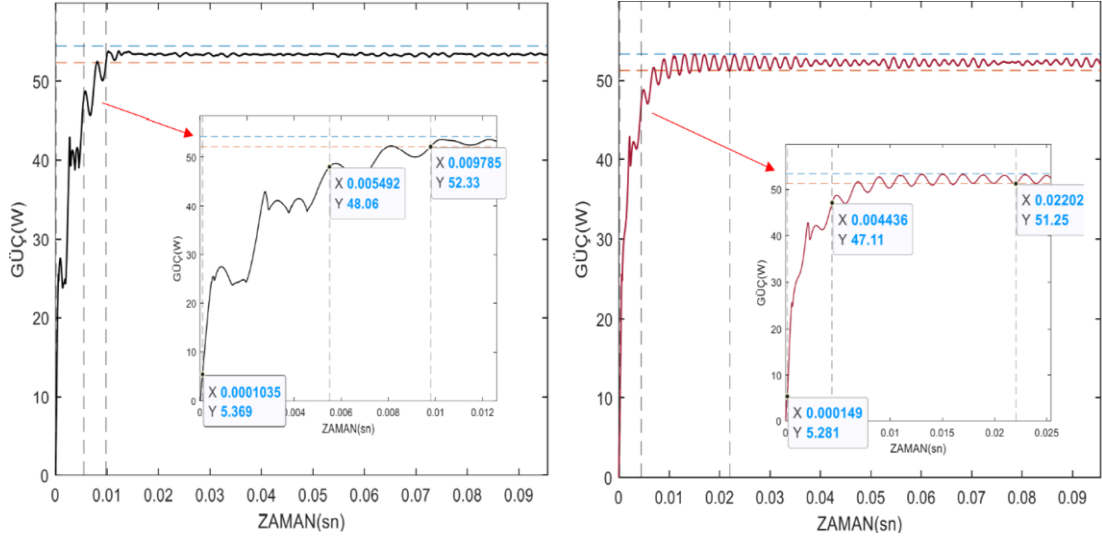 GÜÇ(W)
50
40
30
20
10
0
GÜÇ(W)
50
40
30
20
10
0
X 0.005492
Y 48.06
X 0.009785
Y 52.33
X 0.0001035
Y 5.369
0.004 0.006 0.008 0.01 0.012
ZAMAN(sn)
0 0.01 0.02 0.03 0.04 0.05 0.06 0.07 0.08 0.09
ZAMAN(sn)
GÜÇ(W)
50
40
30
20
10
0
GÜÇ(W)
50
40
30
20
10
0
X 0.004436
Y 47.11
X 0.02202
Y 51.25
X 0.000149
Y 5.281
0.01 0.015 0.02 0.025
ZAMAN(sn)
0 0.01 0.02 0.03 0.04 0.05 0.06 0.07 0.08 0.09
ZAMAN(sn)